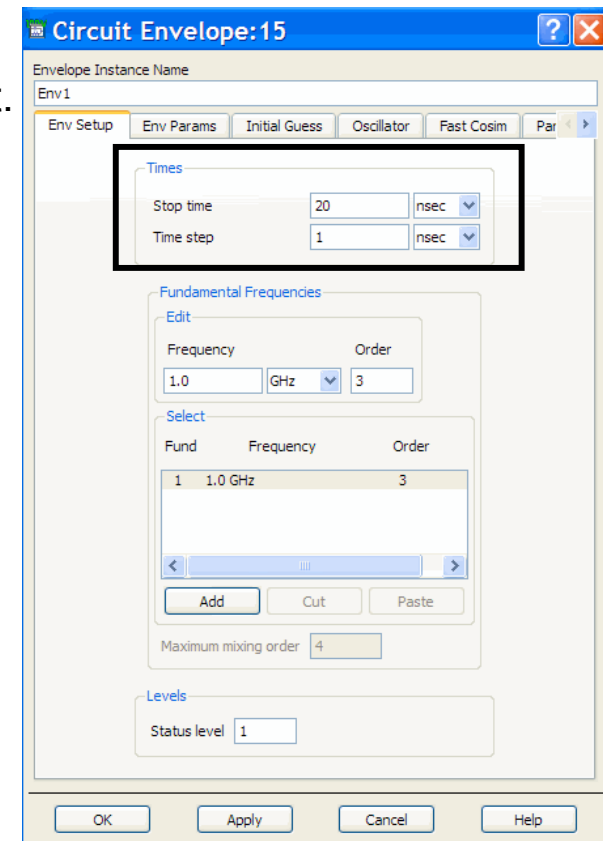 Circuit Envelope:15
Envelope Instance Name
Env1
Env Setup Env Params Initial Guess Oscillator Fast Cosim Par
Times
Stop time 20 nsec
Time step 1 nsec
Fundamental Frequencies
Edit
Frequency Order
1.0 GHz 3
Select
Fund Frequency Order
1 1.0 GHz 3
Add Cut Paste
Maximum mixing order 4
Levels
Status level 1
OK Apply Cancel Help